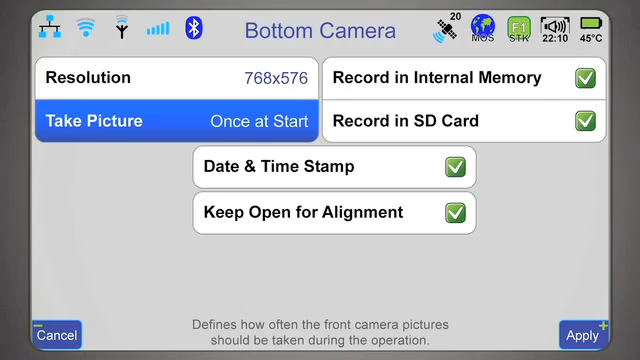 Bottom Camera
20
MOS
F1
STK
22:10
45°C
Resolution 768x576
Record in Internal Memory
Take Picture Once at Start
Record in SD Card
Date & Time Stamp
Keep Open for Alignment
Defines how often the front camera pictures
should be taken during the operation.
Cancel
Apply